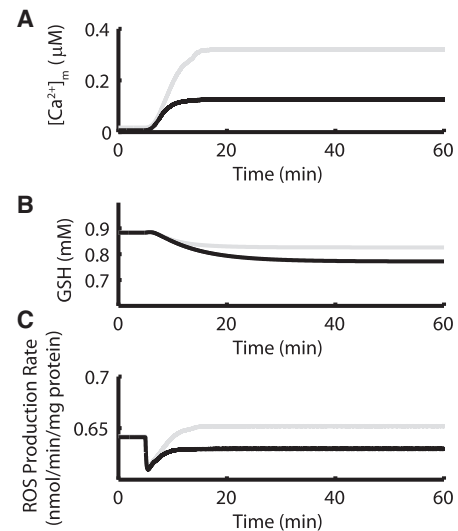 A
[Ca2+]m (μM)
0.4
0.2
0
0 20 40 60
Time (min)
B
GSH (mM)
0.9
0.8
0.7
0 20 40 60
Time (min)
C
ROS Production Rate
(nmol/min/mg protein)
0.7
0.65
0 20 40 60
Time (min)